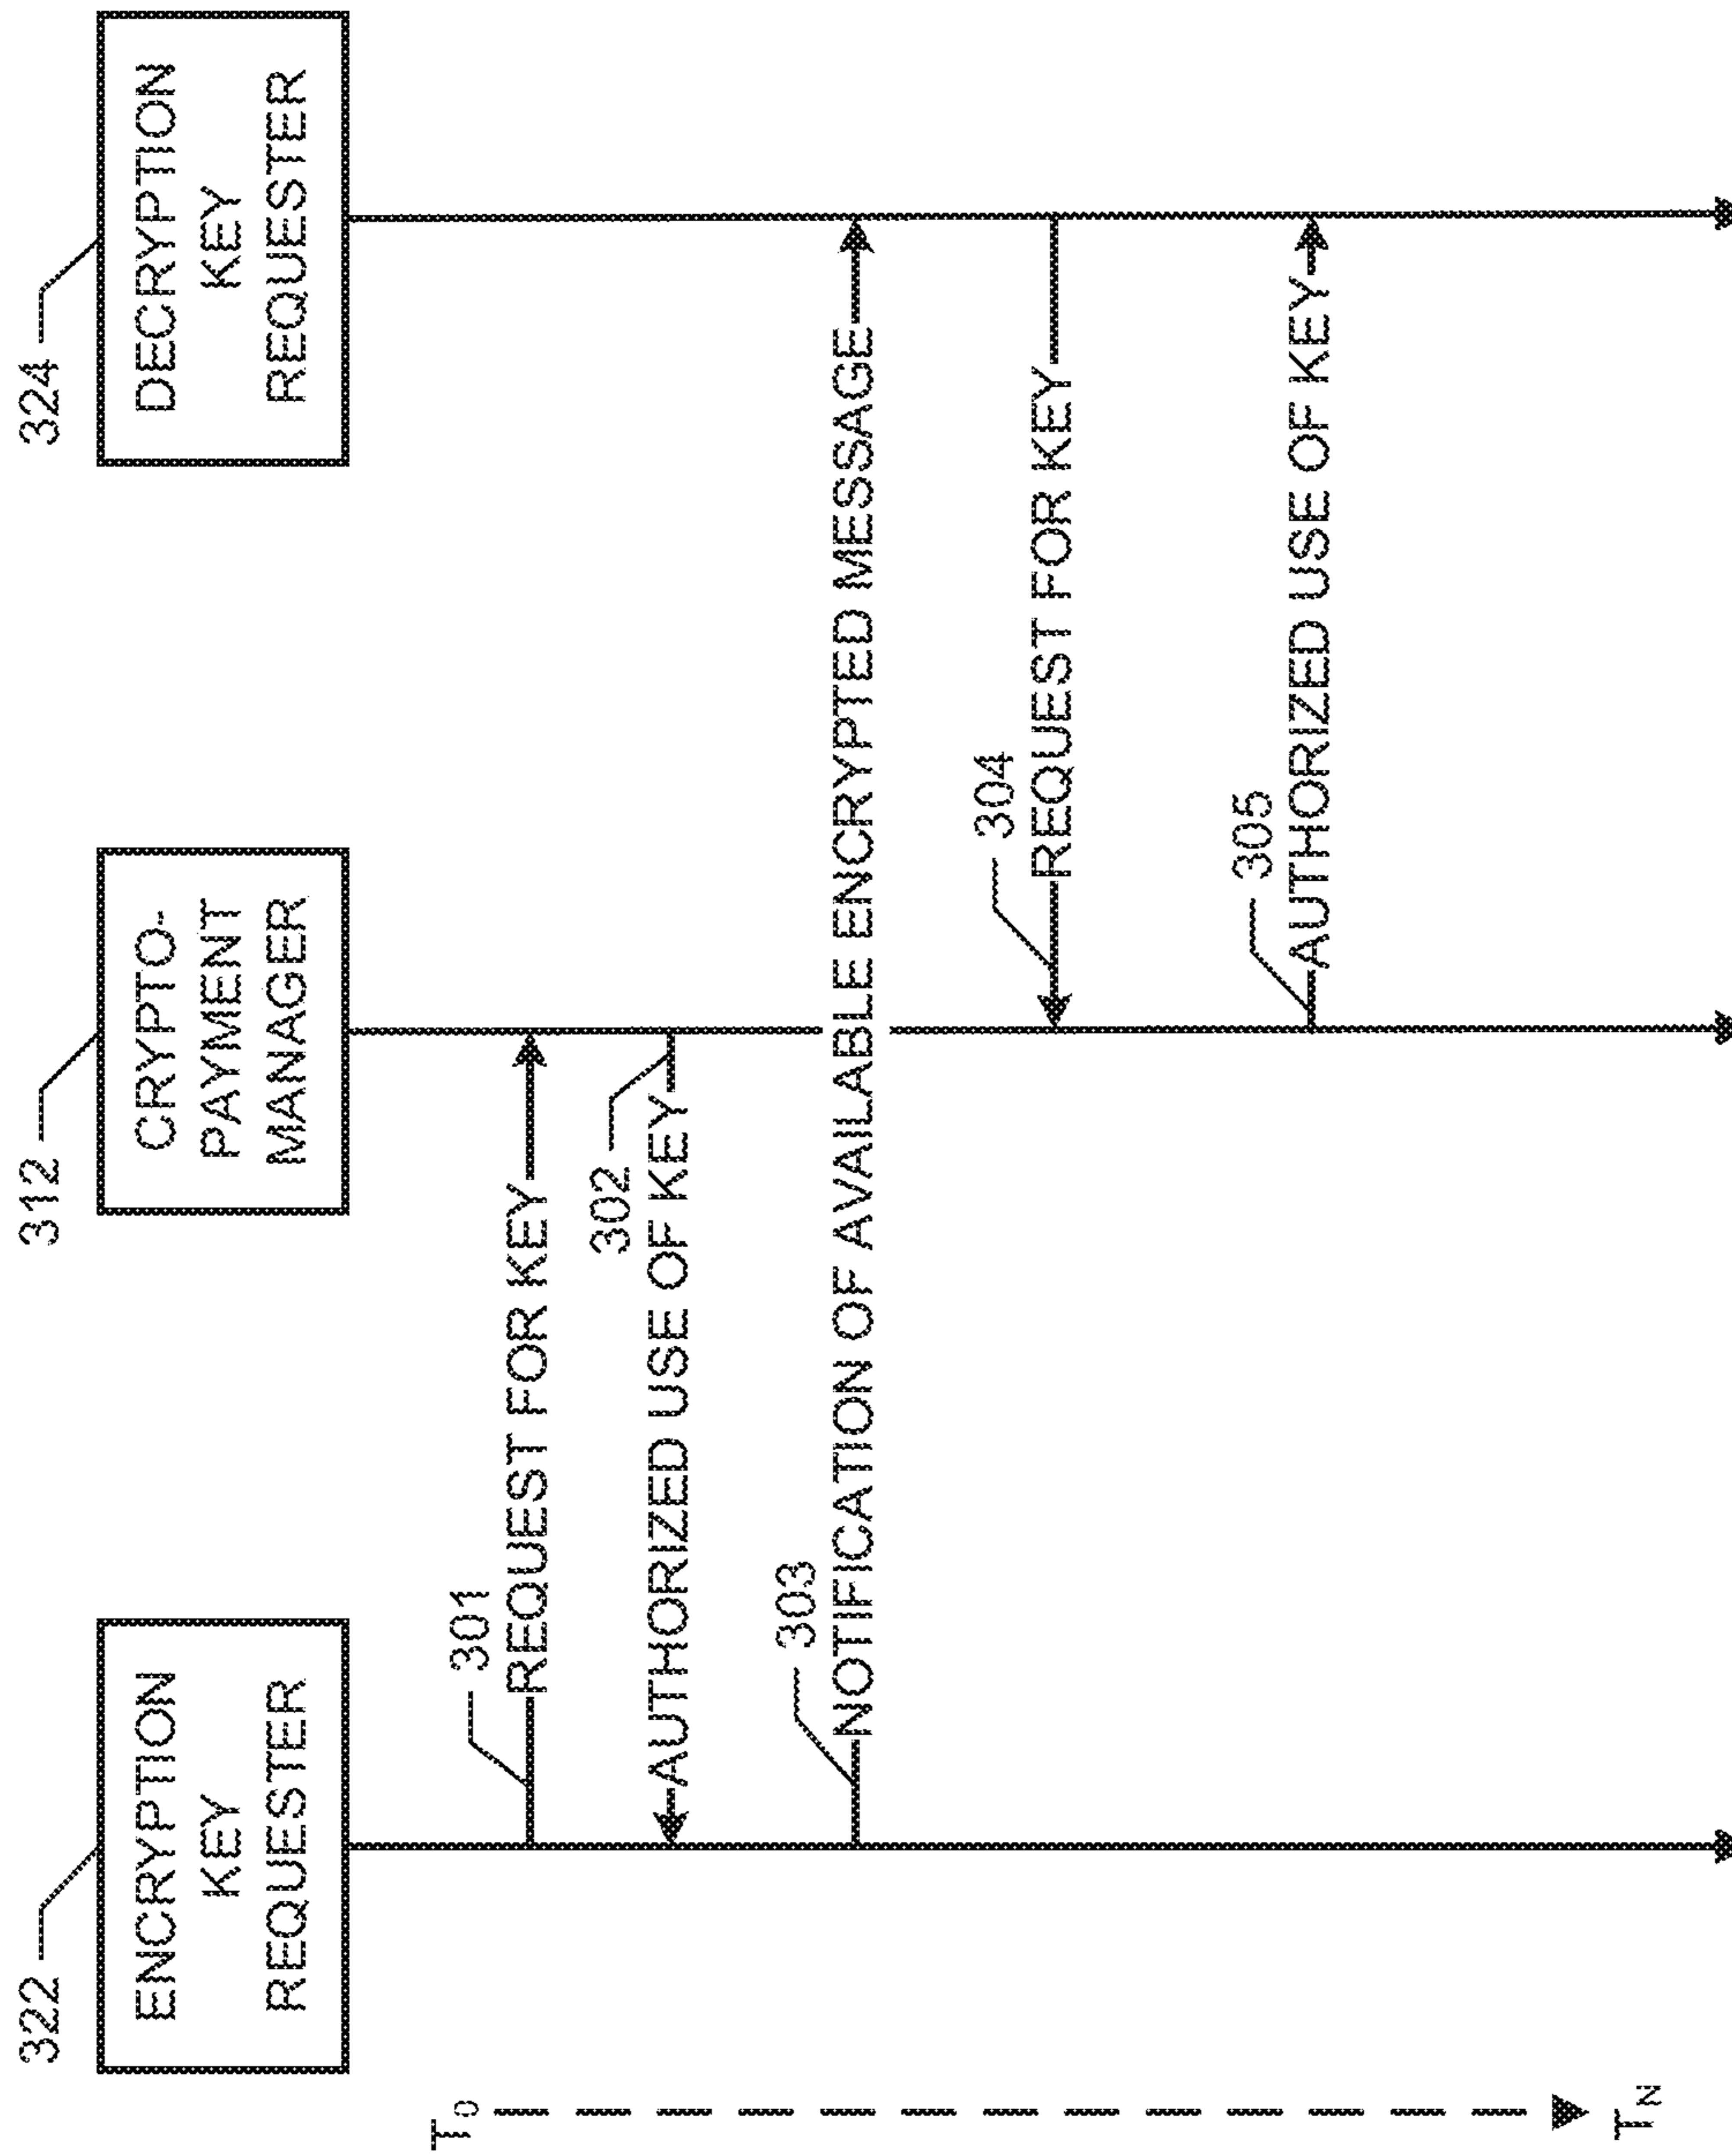 322
ENCRYPTION
KEY
REQUESTER
312
CRYPTO-
PAYMENT
MANAGER
324
DECRYPTION
KEY
REQUESTER
T0
301
REQUEST FOR KEY
302
AUTHORIZED USE OF KEY
303
NOTIFICATION OF AVAILABLE ENCRYPTED MESSAGE
304
REQUEST FOR KEY
305
AUTHORIZED USE OF KEY
TN